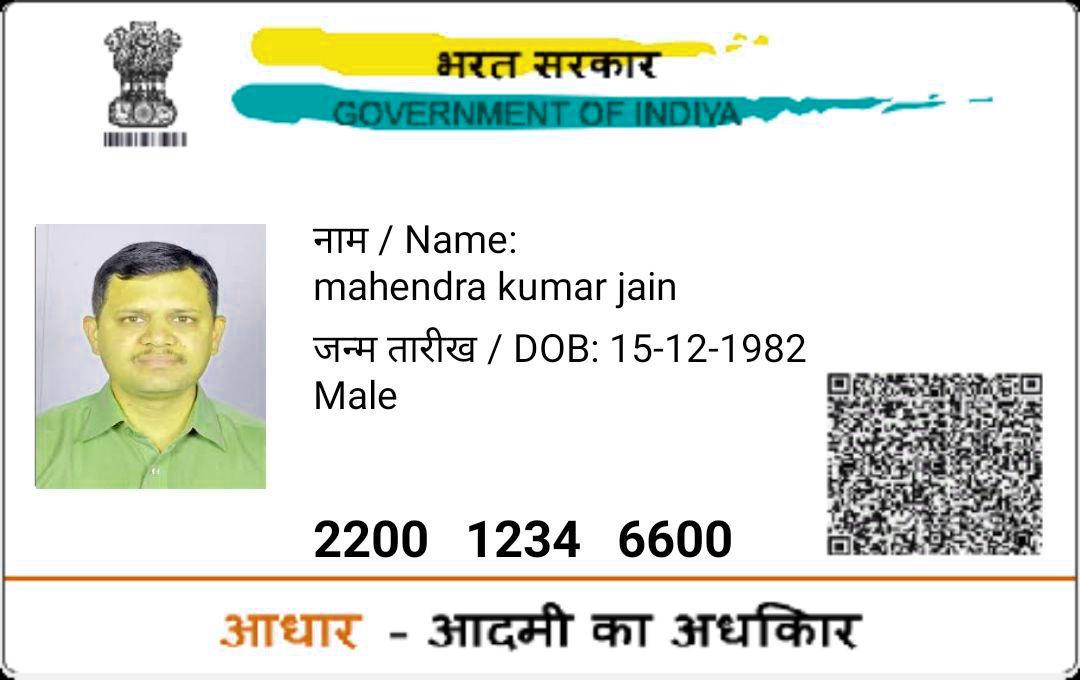 भरत सरकार
GOVERNMENT OF INDIYA
नाम / Name:
mahendra kumar jain
जन्म तारीख / DOB: 15-12-1982
Male
2200 1234 6600
आधार - आदमी का अधकिार